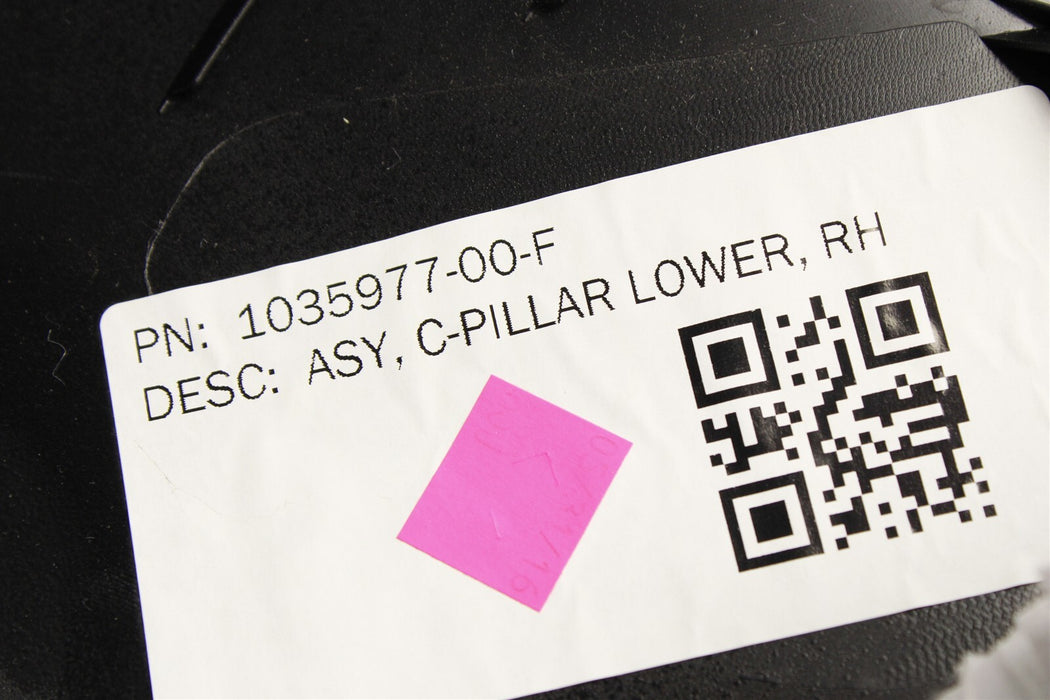 PN: 1035977-00-F
DESC: ASY, C-PILLAR LOWER, RH